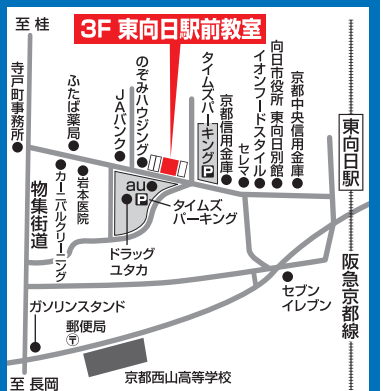 至 桂
3F 東向日駅前教室
寺戸町事務所
ふたば薬局
JAバンク
のぞみハウジング
タイムズパーキング P
京都信用金庫
セレマ
イオンフードスタイル
向日市役所 東向日別館
京都中央信用金庫
東向日駅
物集街道
カーニバルクリーニング
岩本医院
au
P
タイムズ
パーキング
ドラッグ
ユタカ
セブン
イレブン
阪急京都線
ガソリンスタンド
郵便局
〒
京都西山高等学校
至 長岡